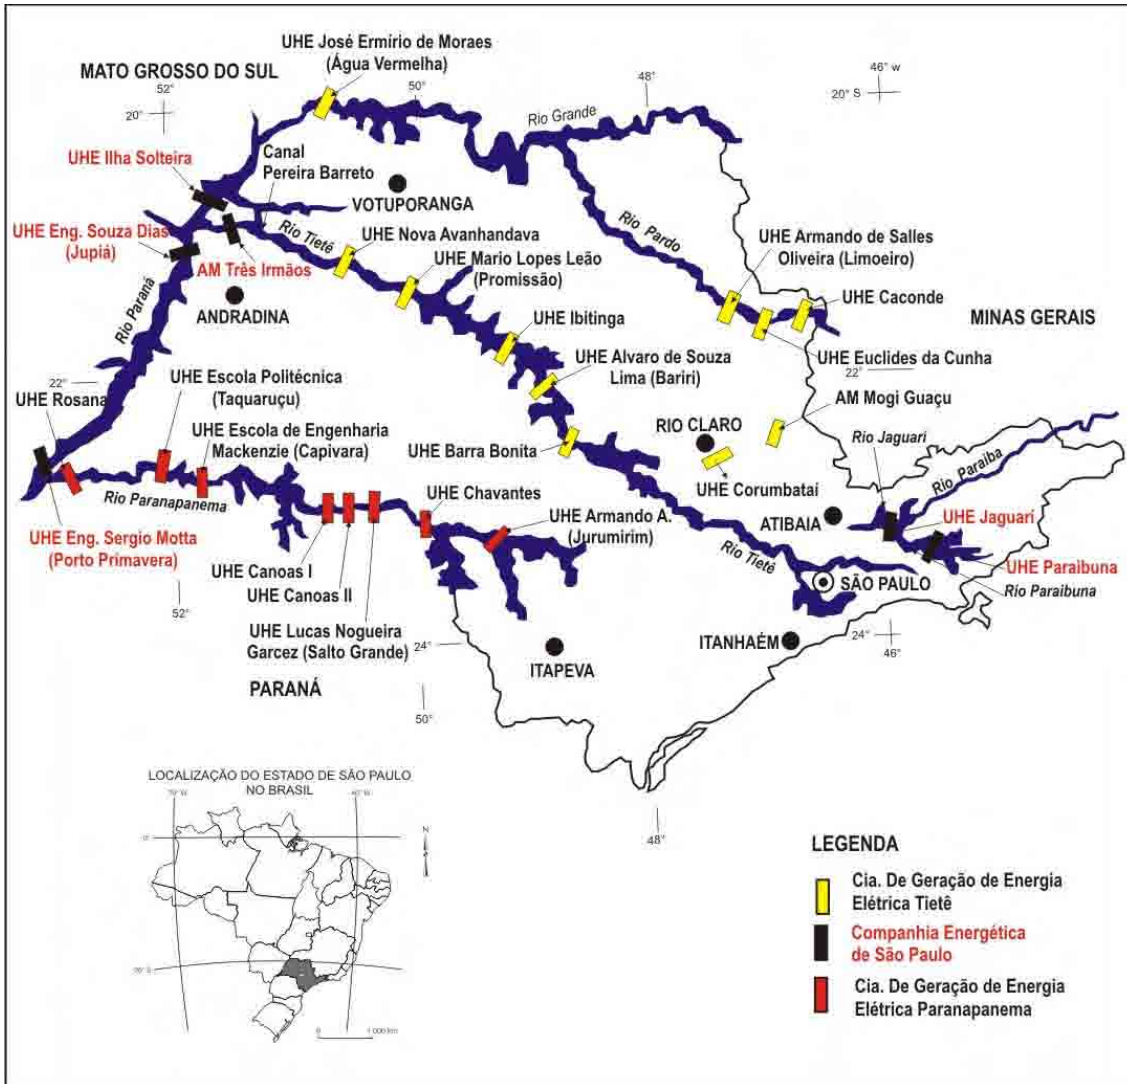 UHE José Ermírio de Moraes
(Água Vermelha)
MATO GROSSO DO SUL
52°
20°
50°
48°
46° w
20° S
Rio Grande
UHE Ilha Solteira
Canal
Pereira Barreto
VOTUPORANGA
UHE Eng. Souza Dias
(Jupiá)
AM Três Irmãos
Rio Tietê
UHE Nova Avanhandava
UHE Mario Lopes Leão
(Promissão)
Rio Pardo
UHE Armando de Salles
Oliveira (Limoeiro)
UHE Caconde
MINAS GERAIS
ANDRADINA
Rio Paraná
UHE Ibitinga
UHE Euclides da Cunha
UHE Alvaro de Souza
Lima (Bariri)
22°
22°
UHE Rosana
UHE Escola Politécnica
(Taquaruçu)
AM Mogi Guaçu
UHE Escola de Engenharia
Mackenzie (Capivara)
UHE Barra Bonita
RIO CLARO
Rio Jaguari
Rio Paraiba
UHE Corumbataí
Rio Paranapanema
UHE Chavantes
ATIBAIA
UHE Jaguari
UHE Eng. Sergio Motta
(Porto Primavera)
UHE Armando A.
(Jurumirim)
Rio Tietê
UHE Paraibuna
Rio Paraibuna
UHE Canoas I
UHE Canoas II
SÃO PAULO
52°
UHE Lucas Nogueira
Garcez (Salto Grande)
24°
ITAPEVA
ITANHAÉM
24°
46°
PARANÁ
50°
48°
LOCALIZAÇÃO DO ESTADO DE SÃO PAULO
NO BRASIL
N
0
1 000 km
LEGENDA
Cia. De Geração de Energia
Elétrica Tietê
Companhia Energética
de São Paulo
Cia. De Geração de Energia
Elétrica Paranapanema